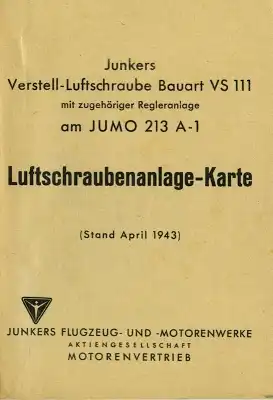 Junkers
Verstell-Luftschraube Bauart VS 111
mit zugehöriger Regleranlage
am JUMO 213 A-1
Luftschraubenanlage-Karte
(Stand April 1943)
JUNKERS FLUGZEUG- UND -MOTORENWERKE
AKTIENGESELLSCHAFT
MOTORENVERTRIEB